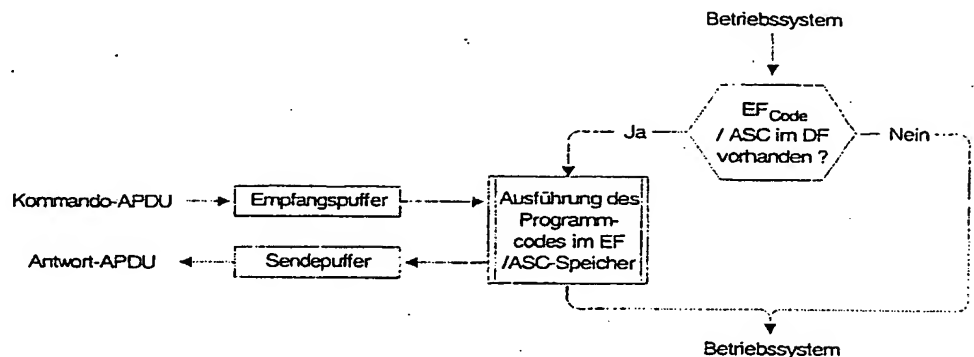 Betriebssystem
EF_Code
/ ASC im DF
vorhanden ?
Ja
Nein
Kommando-APDU
Empfangspuffer
Ausführung des
Programm-
codes im EF
/ASC-Speicher
Antwort-APDU
Sendepuffer
Betriebssystem